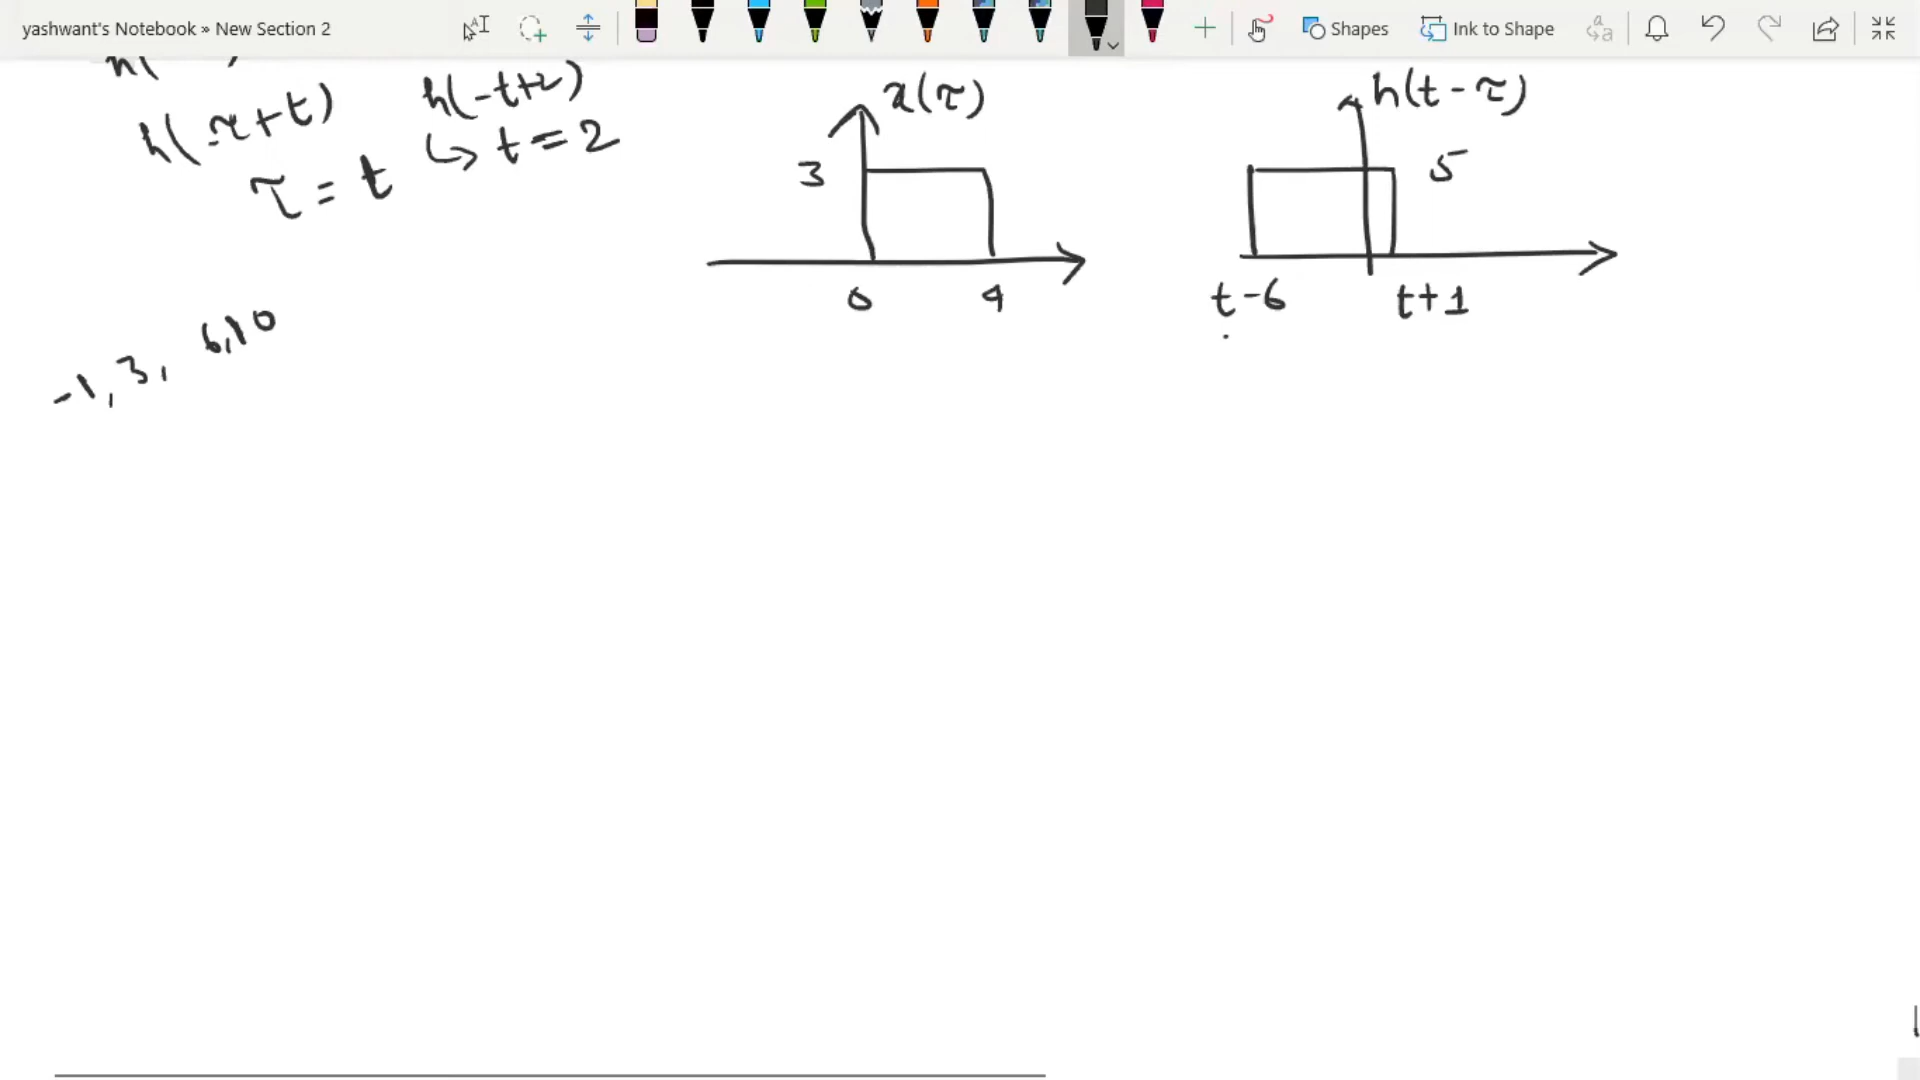 yashwant's Notebook » New Section 2
Shapes
Ink to Shape
h(-τ+t) h(-t+2)
τ = t ↳ t = 2
x(τ)
3
0 4
h(t-τ)
5
t-6 t+1
-1, 3, 6,10